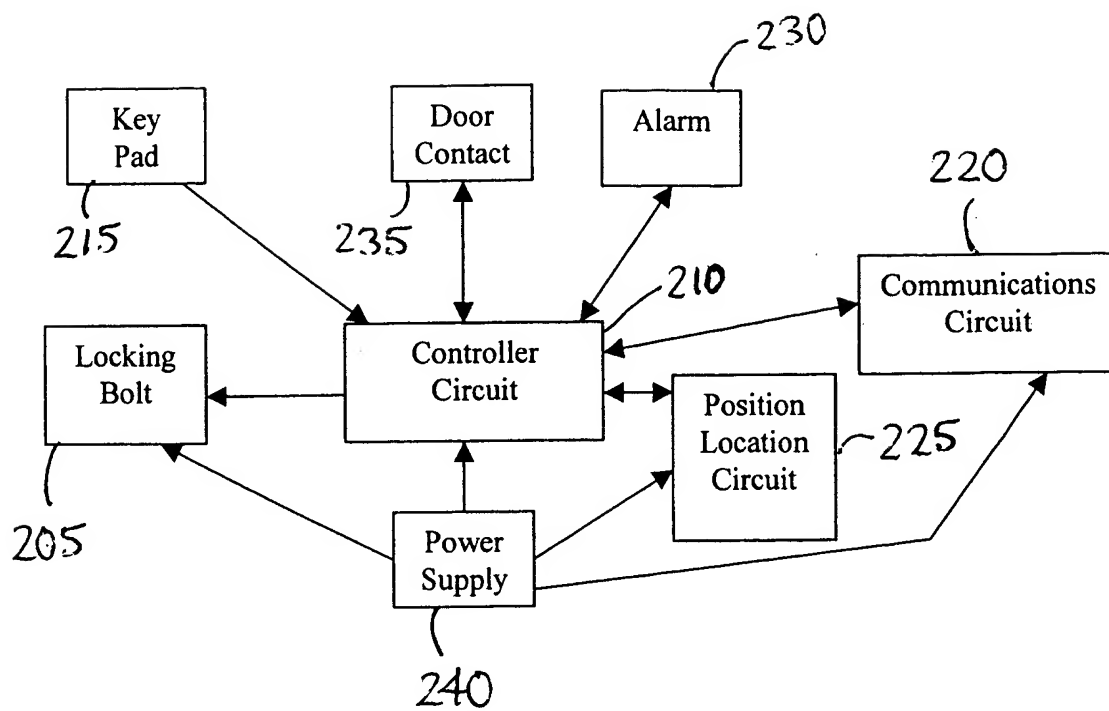 230
Key
Pad
Door
Contact
Alarm
220
215
235
210
Communications
Circuit
Locking
Bolt
Controller
Circuit
Position
Location
Circuit
225
205
Power
Supply
240